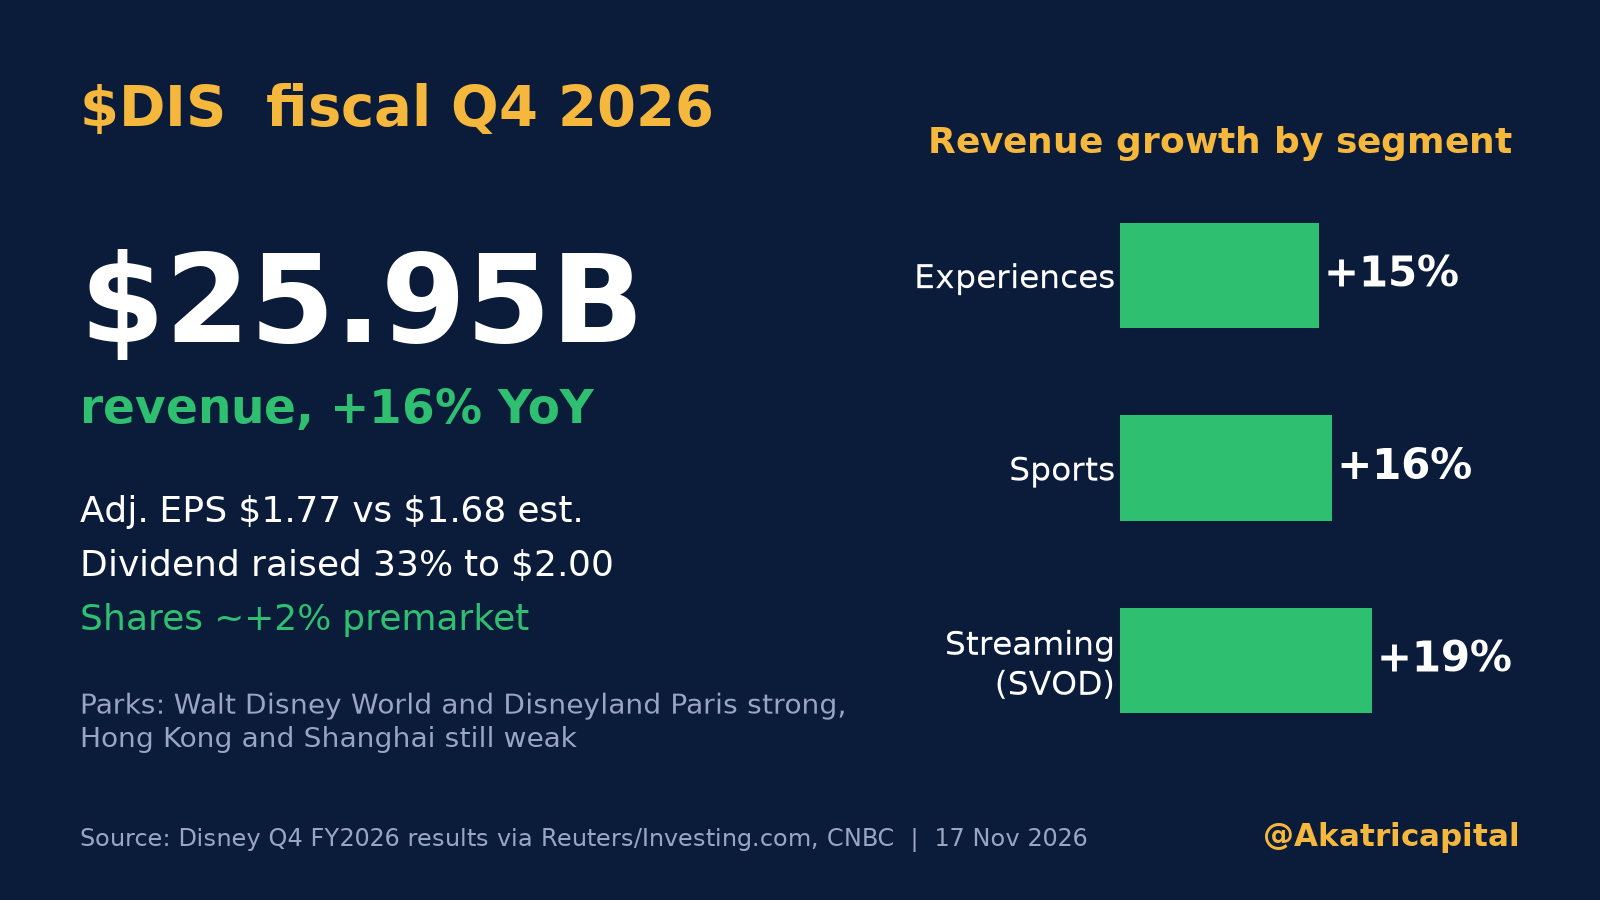 $DIS  fiscal Q4 2026
$25.95B
revenue, +16% YoY
Adj. EPS $1.77 vs $1.68 est.
Dividend raised 33% to $2.00
Shares ~+2% premarket
Parks: Walt Disney World and Disneyland Paris strong,
Hong Kong and Shanghai still weak
Revenue growth by segment
Experiences +15%
Sports +16%
Streaming
(SVOD) +19%
Source: Disney Q4 FY2026 results via Reuters/Investing.com, CNBC  |  17 Nov 2026
@Akatricapital